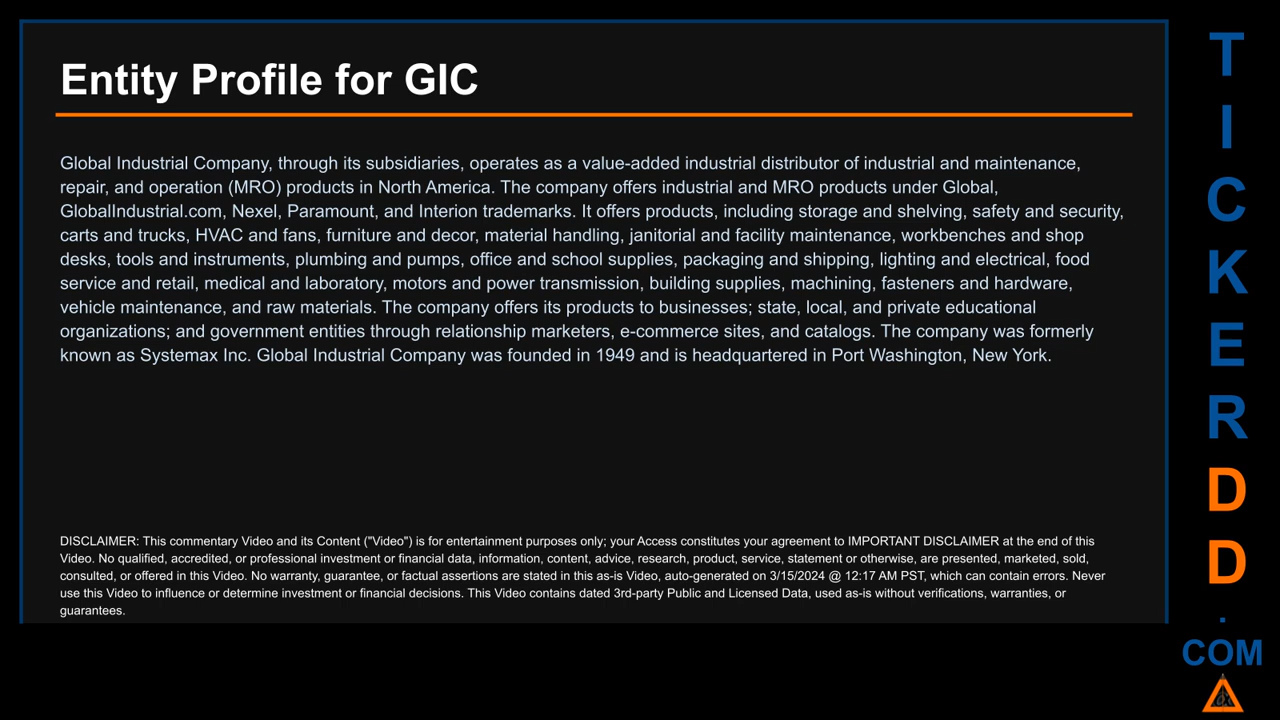 Entity Profile for GIC
Global Industrial Company, through its subsidiaries, operates as a value-added industrial distributor of industrial and maintenance,
repair, and operation (MRO) products in North America. The company offers industrial and MRO products under Global,
GlobalIndustrial.com, Nexel, Paramount, and Interion trademarks. It offers products, including storage and shelving, safety and security,
carts and trucks, HVAC and fans, furniture and decor, material handling, janitorial and facility maintenance, workbenches and shop
desks, tools and instruments, plumbing and pumps, office and school supplies, packaging and shipping, lighting and electrical, food
service and retail, medical and laboratory, motors and power transmission, building supplies, machining, fasteners and hardware,
vehicle maintenance, and raw materials. The company offers its products to businesses; state, local, and private educational
organizations; and government entities through relationship marketers, e-commerce sites, and catalogs. The company was formerly
known as Systemax Inc. Global Industrial Company was founded in 1949 and is headquartered in Port Washington, New York.
DISCLAIMER: This commentary Video and its Content ("Video") is for entertainment purposes only; your Access constitutes your agreement to IMPORTANT DISCLAIMER at the end of this
Video. No qualified, accredited, or professional investment or financial data, information, content, advice, research, product, service, statement or otherwise, are presented, marketed, sold,
consulted, or offered in this Video. No warranty, guarantee, or factual assertions are stated in this as-is Video, auto-generated on 3/15/2024 @ 12:17 AM PST, which can contain errors. Never
use this Video to influence or determine investment or financial decisions. This Video contains dated 3rd-party Public and Licensed Data, used as-is without verifications, warranties, or
guarantees.
T
I
C
K
E
R
D
D
.
COM